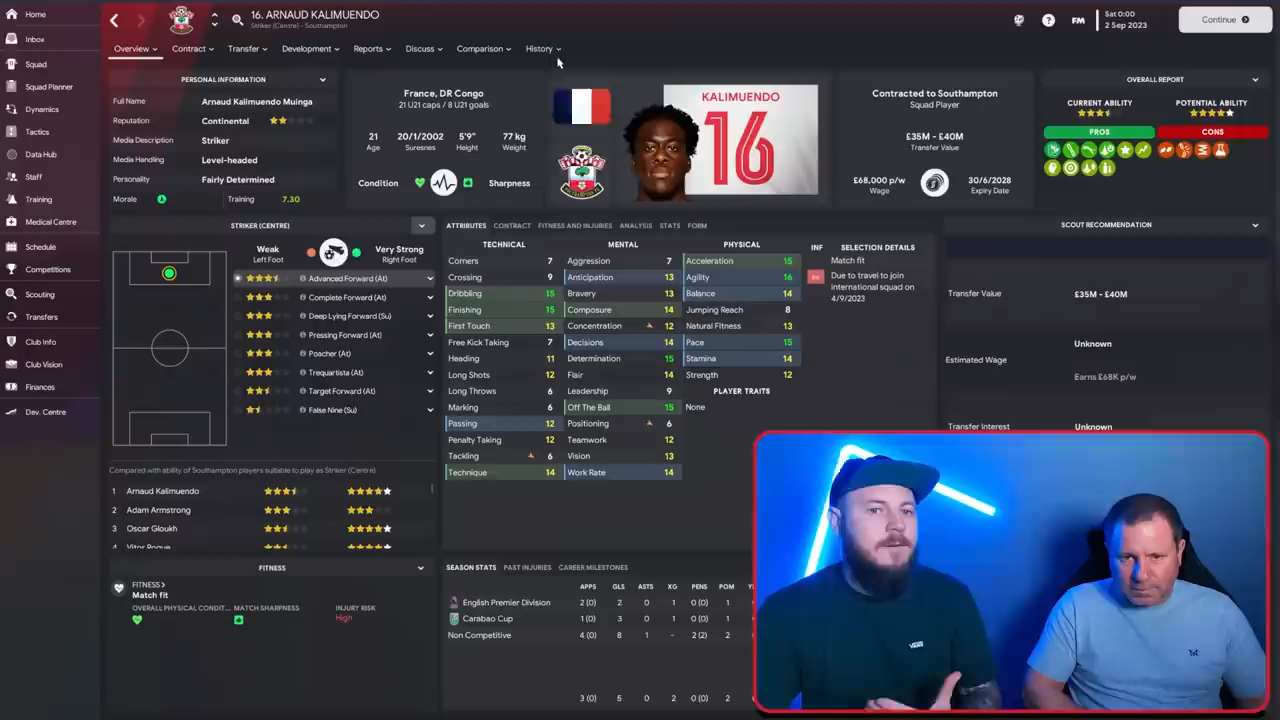 Home
Inbox
Squad
Squad Planner
Dynamics
Tactics
Data Hub
Staff
Training
Medical Centre
Schedule
Competitions
Scouting
Transfers
Club Info
Club Vision
Finances
Dev. Centre
16. ARNAUD KALIMUENDO
Striker (Centre) - Southampton
FM
Sat 0:00
2 Sep 2023
Continue
Overview Contract Transfer Development Reports Discuss Comparison History
PERSONAL INFORMATION
Full Name Arnaud Kalimuendo Muinga
Reputation Continental
Media Description Striker
Media Handling Level-headed
Personality Fairly Determined
Morale Training 7.30
France, DR Congo
21 U21 caps / 8 U21 goals
21 20/1/2002 5'9" 77 kg
Age Suresnes Height Weight
Condition Sharpness
KALIMUENDO
16
Contracted to Southampton
Squad Player
£35M - £40M
Transfer Value
£68,000 p/w 30/6/2028
Wage Expiry Date
OVERALL REPORT
CURRENT ABILITY POTENTIAL ABILITY
PROS CONS
STRIKER (CENTRE)
Weak Very Strong
Left Foot Right Foot
Advanced Forward (At)
Complete Forward (At)
Deep Lying Forward (Su)
Pressing Forward (At)
Poacher (At)
Trequartista (At)
Target Forward (At)
False Nine (Su)
Compared with ability of Southampton players suitable to play as Striker (Centre)
1 Arnaud Kalimuendo
2 Adam Armstrong
3 Oscar Gloukh
4 Vitor Roque
FITNESS
FITNESS >
Match fit
OVERALL PHYSICAL CONDIT... MATCH SHARPNESS INJURY RISK
High
ATTRIBUTES CONTRACT FITNESS AND INJURIES ANALYSIS STATS FORM
TECHNICAL MENTAL PHYSICAL
Corners 7 Aggression 7 Acceleration 15
Crossing 9 Anticipation 13 Agility 16
Dribbling 15 Bravery 13 Balance 14
Finishing 15 Composure 14 Jumping Reach 8
First Touch 13 Concentration 12 Natural Fitness 13
Free Kick Taking 7 Decisions 14 Pace 15
Heading 11 Determination 15 Stamina 14
Long Shots 12 Flair 14 Strength 12
Long Throws 6 Leadership 9 PLAYER TRAITS
Marking 6 Off The Ball 15 None
Passing 12 Positioning 6
Penalty Taking 12 Teamwork 12
Tackling 6 Vision 13
Technique 14 Work Rate 14
INF SELECTION DETAILS
Match fit
Int Due to travel to join
international squad on
4/9/2023
SCOUT RECOMMENDATION
Transfer Value £35M - £40M
Unknown
Estimated Wage
Earns £68K p/w
Transfer Interest Unknown
SEASON STATS PAST INJURIES CAREER MILESTONES
APPS GLS ASTS XG PENS POM
English Premier Division 2 (0) 2 0 1 0 (0) 1
Carabao Cup 1 (0) 3 0 1 0 (0) 1
Non Competitive 4 (0) 8 1 - 2 (2) 2
3 (0) 5 0 2 0 (0) 2
VANS